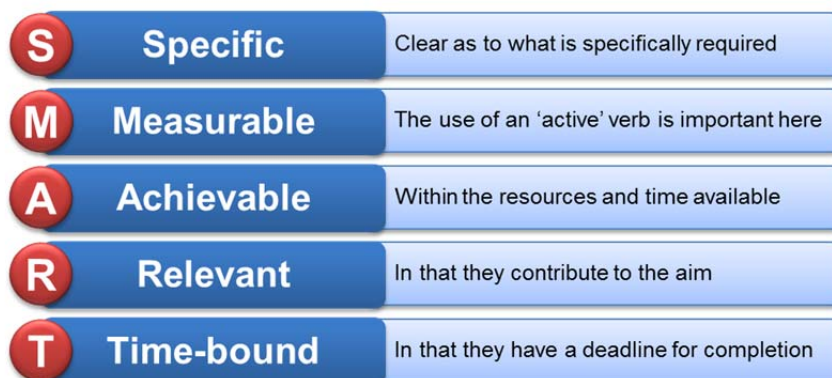 S Specific Clear as to what is specifically required
M Measurable The use of an ‘active’ verb is important here
A Achievable Within the resources and time available
R Relevant In that they contribute to the aim
T Time-bound In that they have a deadline for completion